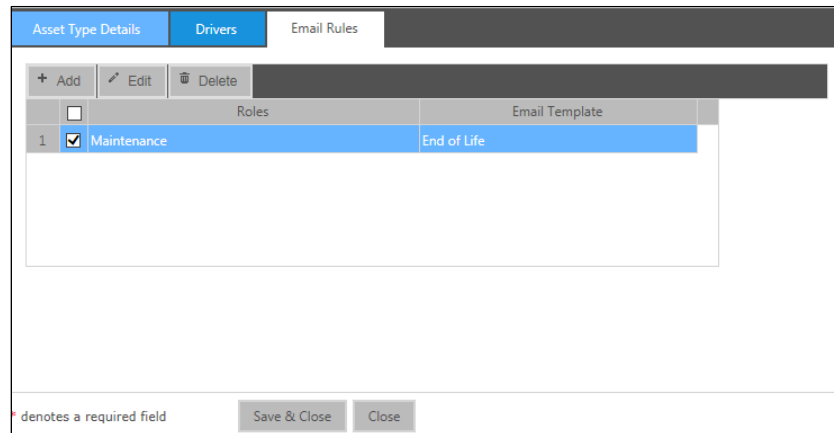 Asset Type Details Drivers Email Rules
+ Add Edit Delete
Roles Email Template
1 Maintenance End of Life
* denotes a required field Save & Close Close